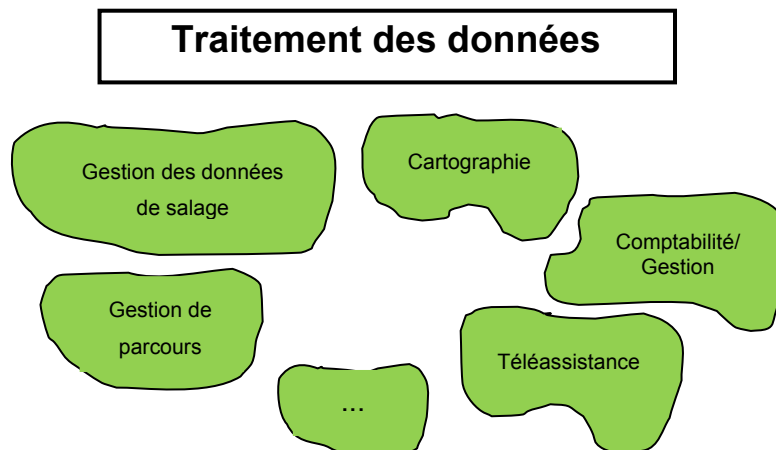 Traitement des données
Gestion des données
de salage
Cartographie
Comptabilité/
Gestion
Gestion de
parcours
Téléassistance
...